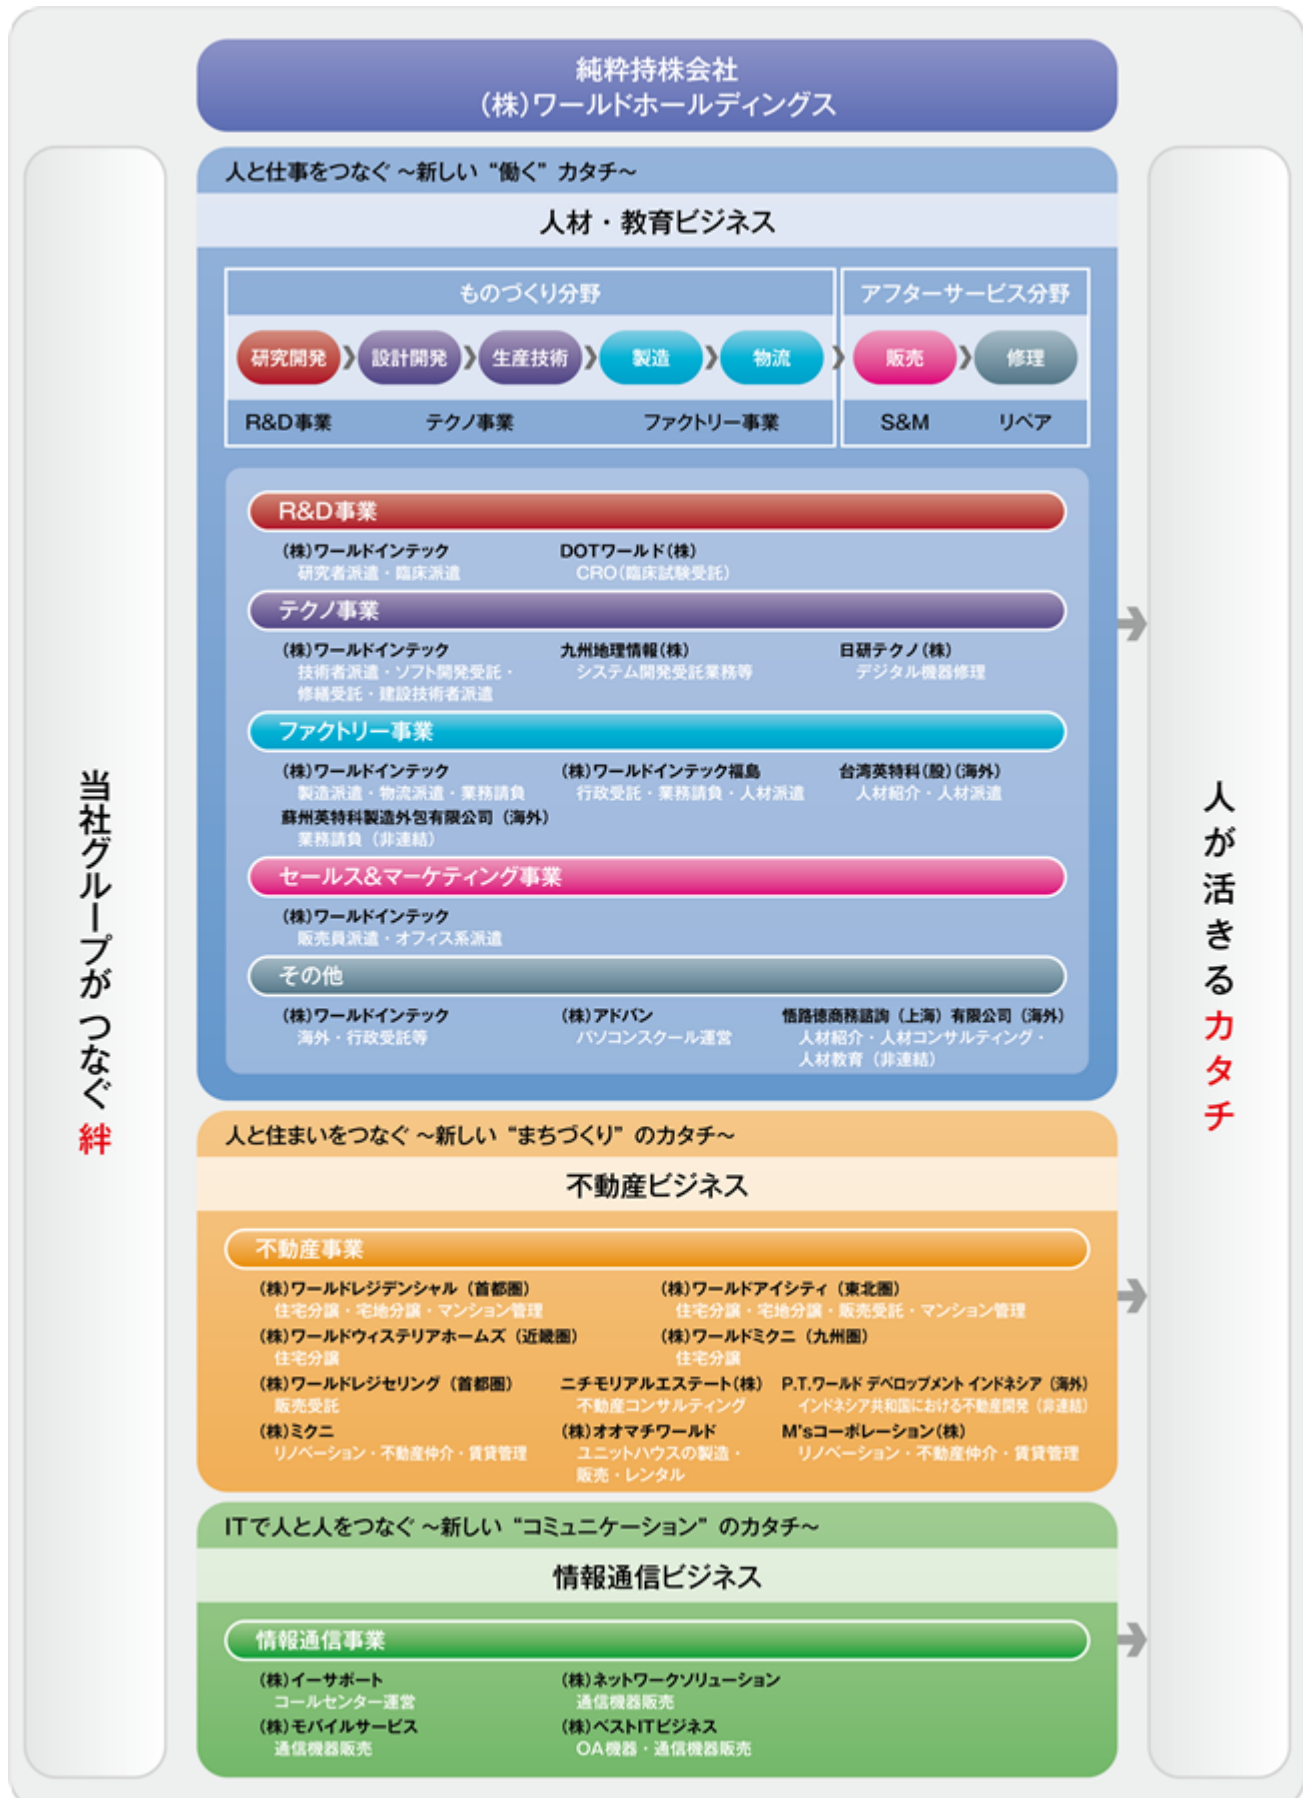 純粋持株会社
(株)ワールドホールディングス
人と仕事をつなぐ ～新しい “働く” カタチ～
人材・教育ビジネス
ものづくり分野
アフターサービス分野
研究開発 設計開発 生産技術 製造 物流 販売 修理
R&D事業 テクノ事業 ファクトリー事業 S&M リペア
R&D事業
(株)ワールドインテック DOTワールド(株)
研究者派遣・臨床派遣 CRO(臨床試験受託)
テクノ事業
(株)ワールドインテック 九州地理情報(株) 日研テクノ(株)
技術者派遣・ソフト開発受託・ システム開発受託業務等 デジタル機器修理
修繕受託・建設技術者派遣
ファクトリー事業
(株)ワールドインテック (株)ワールドインテック福島 台湾英特科(股)(海外)
製造派遣・物流派遣・業務請負 行政受託・業務請負・人材派遣 人材紹介・人材派遣
蘇州英特科製造外包有限公司（海外）
業務請負（非連結）
セールス&マーケティング事業
(株)ワールドインテック
販売員派遣・オフィス系派遣
その他
(株)ワールドインテック (株)アドバン 悟路徳商務諮詢（上海）有限公司（海外）
海外・行政受託等 パソコンスクール運営 人材紹介・人材コンサルティング・
人材教育（非連結）
人と住まいをつなぐ ～新しい “まちづくり” のカタチ～
不動産ビジネス
不動産事業
(株)ワールドレジデンシャル（首都圏） (株)ワールドアイシティ（東北圏）
住宅分譲・宅地分譲・マンション管理 住宅分譲・宅地分譲・販売受託・マンション管理
(株)ワールドウィステリアホームズ（近畿圏） (株)ワールドミクニ（九州圏）
住宅分譲 住宅分譲
(株)ワールドレジセリング（首都圏） ニチモリアルエステート(株) P.T.ワールド デベロップメント インドネシア（海外）
販売受託 不動産コンサルティング インドネシア共和国における不動産開発（非連結）
(株)ミクニ (株)オオマチワールド M'sコーポレーション(株)
リノベーション・不動産仲介・賃貸管理 ユニットハウスの製造・ リノベーション・不動産仲介・賃貸管理
販売・レンタル
ITで人と人をつなぐ ～新しい “コミュニケーション” のカタチ～
情報通信ビジネス
情報通信事業
(株)イーサポート (株)ネットワークソリューション
コールセンター運営 通信機器販売
(株)モバイルサービス (株)ベストITビジネス
通信機器販売 OA機器・通信機器販売
当社グループが つなぐ 絆
人が活きるカタチ